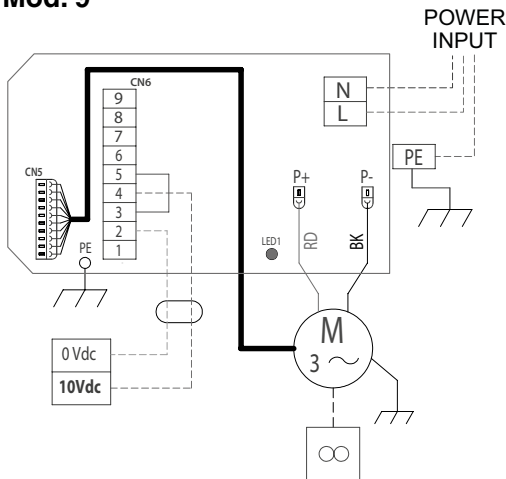 Mod. 9
POWER
INPUT
CN6
9
8
7
6
5
4
3
2
1
N
L
PE
P+
P-
CN5
PE
LED1
RD
BK
0 Vdc
10Vdc
M
3 ~